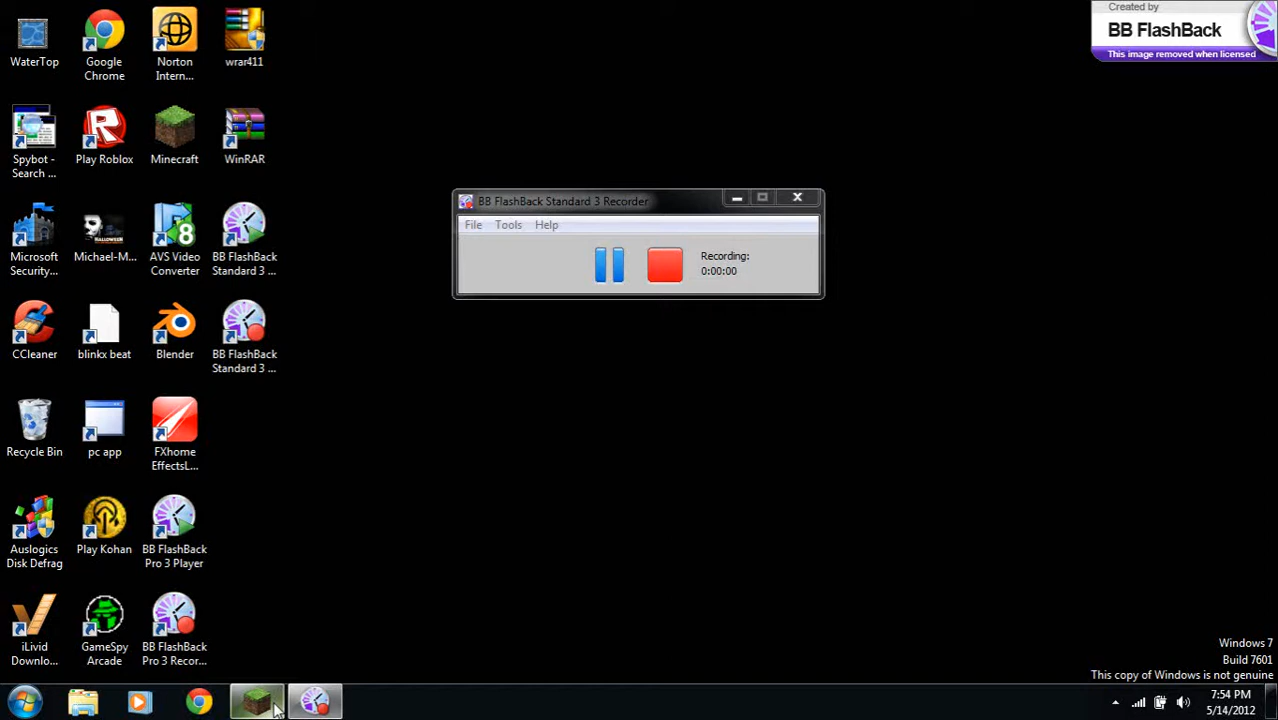 Created by
BB FlashBack
This image removed when licensed
WaterTop
Google
Chrome
Norton
Intern...
wrar411
Spybot -
Search ...
Play Roblox
Minecraft
WinRAR
Microsoft
Security...
Michael-M...
AVS Video
Converter
BB FlashBack
Standard 3 ...
CCleaner
blinkx beat
Blender
BB FlashBack
Standard 3 ...
Recycle Bin
pc app
FXhome
EffectsL...
Auslogics
Disk Defrag
Play Kohan
BB FlashBack
Pro 3 Player
iLivid
Downlo...
GameSpy
Arcade
BB FlashBack
Pro 3 Recor...
BB FlashBack Standard 3 Recorder
File Tools Help
Recording:
0:00:00
Windows 7
Build 7601
This copy of Windows is not genuine
7:54 PM
5/14/2012